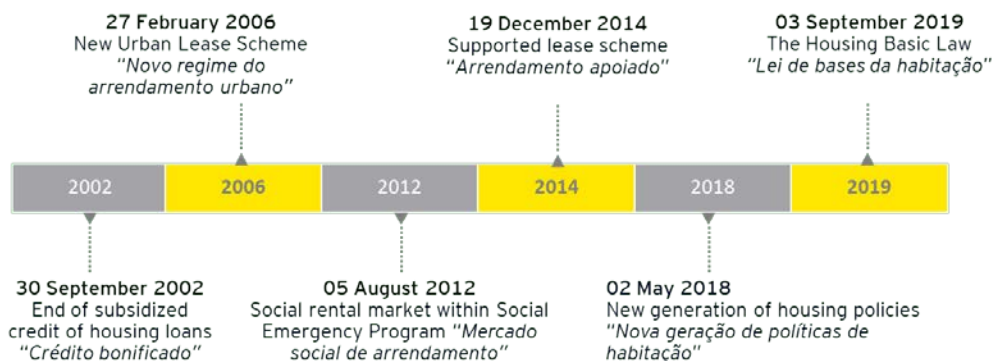 27 February 2006
New Urban Lease Scheme
“Novo regime do
arrendamento urbano”
19 December 2014
Supported lease scheme
“Arrendamento apoiado”
03 September 2019
The Housing Basic Law
“Lei de bases da habitação”
2002
2006
2012
2014
2018
2019
30 September 2002
End of subsidized
credit of housing loans
“Crédito bonificado”
05 August 2012
Social rental market within Social
Emergency Program “Mercado
social de arrendamento”
02 May 2018
New generation of housing policies
“Nova geração de políticas de
habitação”